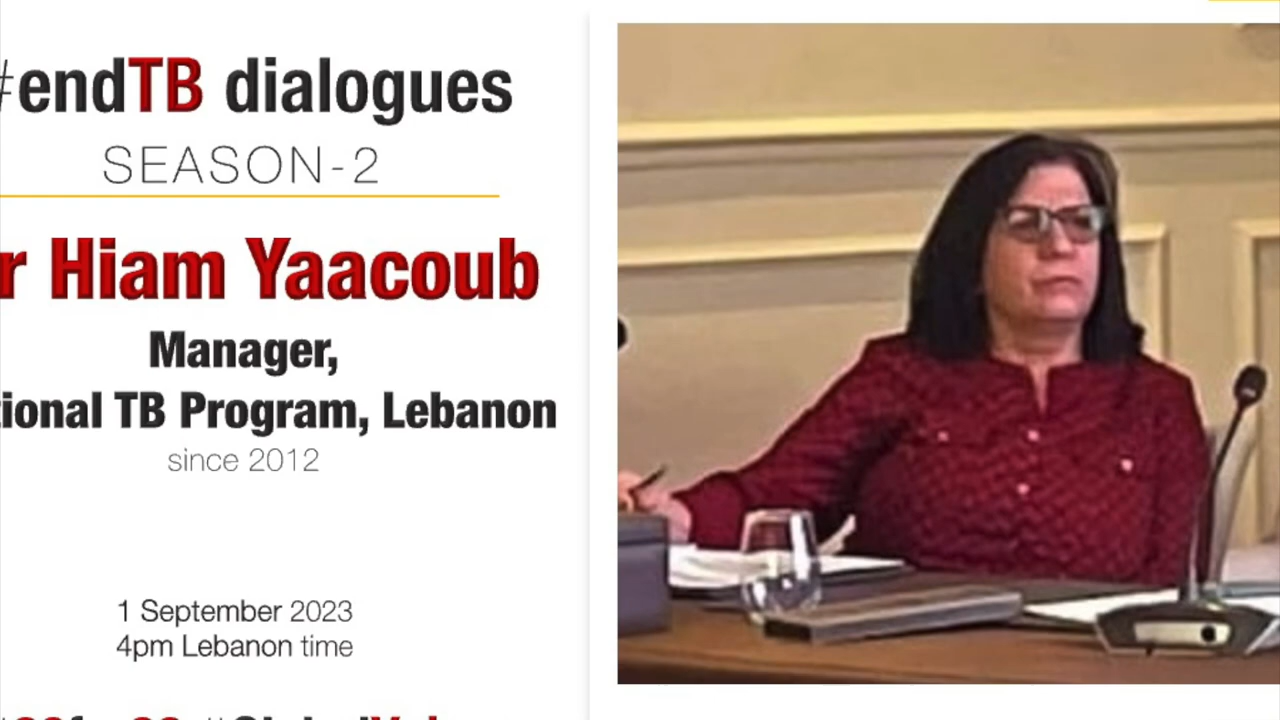 #endTB dialogues
SEASON-2
r Hiam Yaacoub
Manager,
tional TB Program, Lebanon
since 2012
1 September 2023
4pm Lebanon time